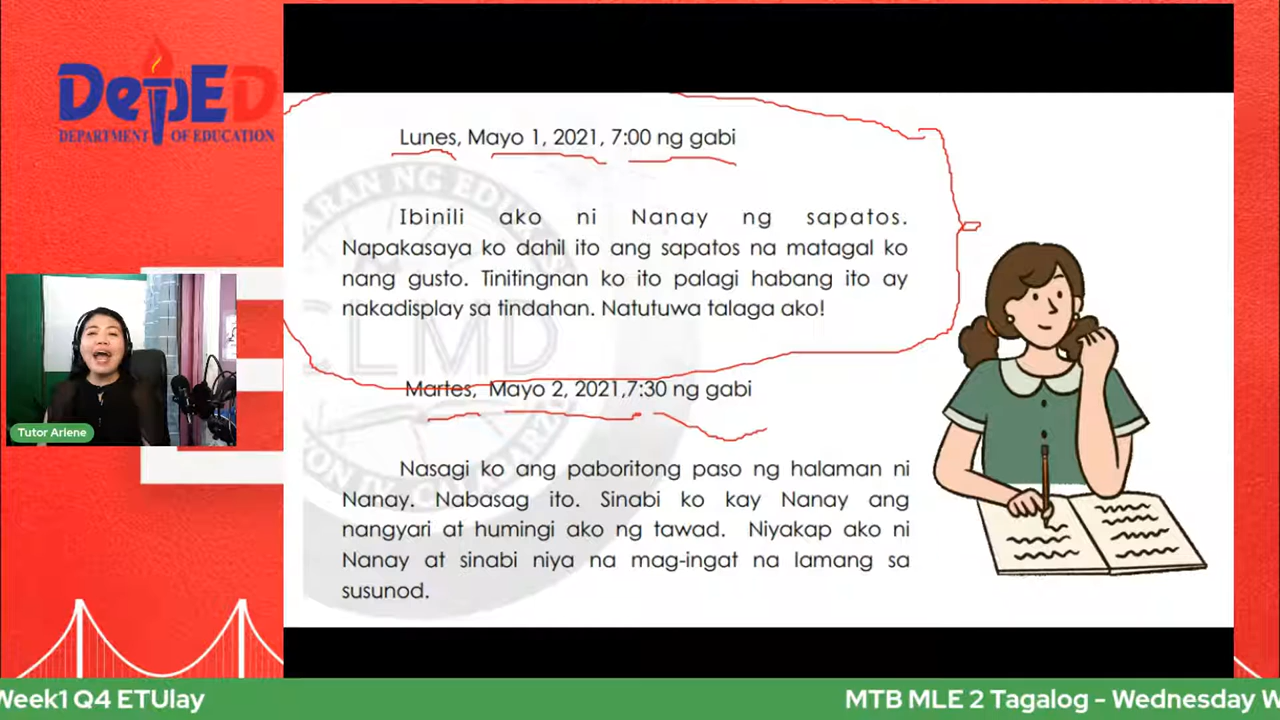 DepED
DEPARTMENT OF EDUCATION
Lunes, Mayo 1, 2021, 7:00 ng gabi
Ibinili ako ni Nanay ng sapatos.
Napakasaya ko dahil ito ang sapatos na matagal ko
nang gusto. Tinitingnan ko ito palagi habang ito ay
nakadisplay sa tindahan. Natutuwa talaga ako!
Martes, Mayo 2, 2021,7:30 ng gabi
Nasagi ko ang paboritong paso ng halaman ni
Nanay. Nabasag ito. Sinabi ko kay Nanay ang
nangyari at humingi ako ng tawad. Niyakap ako ni
Nanay at sinabi niya na mag-ingat na lamang sa
susunod.
Tutor Arlene
Week1 Q4 ETUlay
MTB MLE 2 Tagalog - Wednesday W